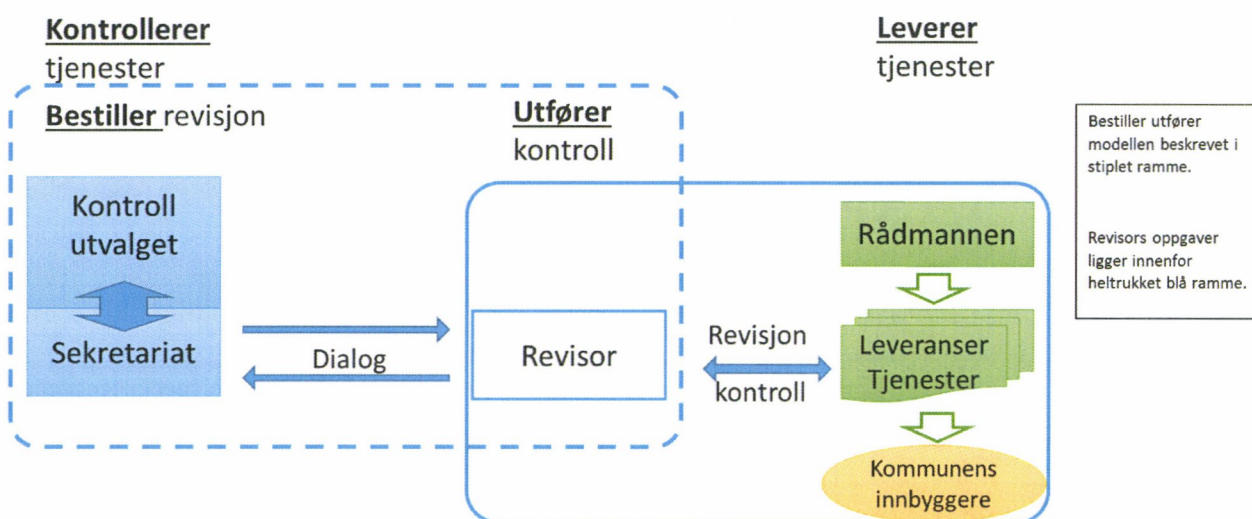 Kontrollerer
tjenester
Bestiller revisjon
Kontroll
utvalget
Sekretariat
Dialog
Utfører
kontroll
Revisor
Revisjon
kontroll
Leverer
tjenester
Rådmannen
Leveranser
Tjenester
Kommunens
innbyggere
Bestiller utfører
modellen beskrevet i
stiplet ramme.
Revisors oppgaver
ligger innenfor
heltrukket blå ramme.